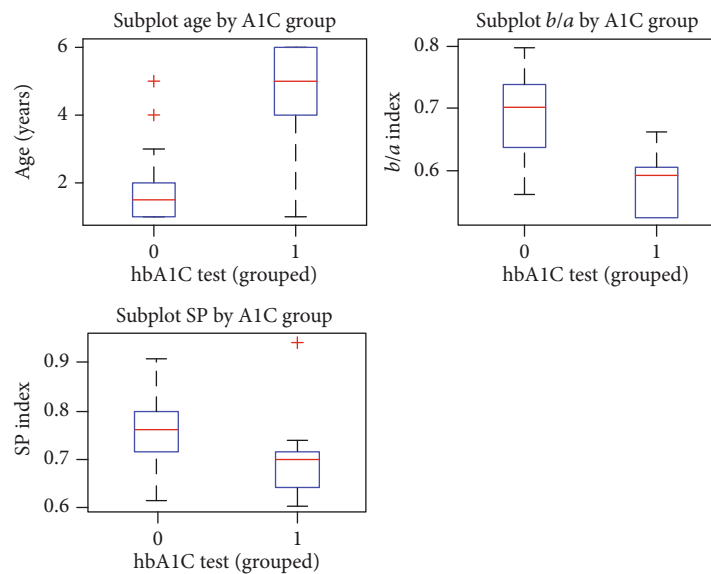 Subplot age by A1C group
6
4
2
Age (years)
0 1
hbA1C test (grouped)
Subplot b/a by A1C group
0.8
0.7
0.6
b/a index
0 1
hbA1C test (grouped)
Subplot SP by A1C group
0.9
0.8
0.7
0.6
SP index
0 1
hbA1C test (grouped)